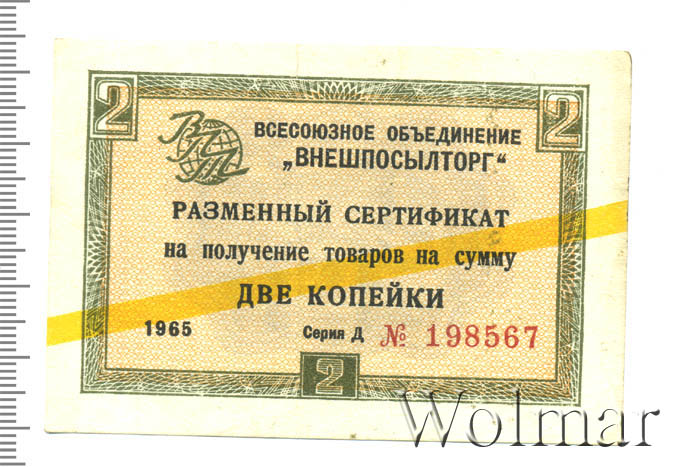 2 2
ВПТ
ВСЕСОЮЗНОЕ ОБЪЕДИНЕНИЕ
„ВНЕШПОСЫЛТОРГ“
РАЗМЕННЫЙ СЕРТИФИКАТ
на получение товаров на сумму
ДВЕ КОПЕЙКИ
1965 Серия Д № 198567
2
Wolmar